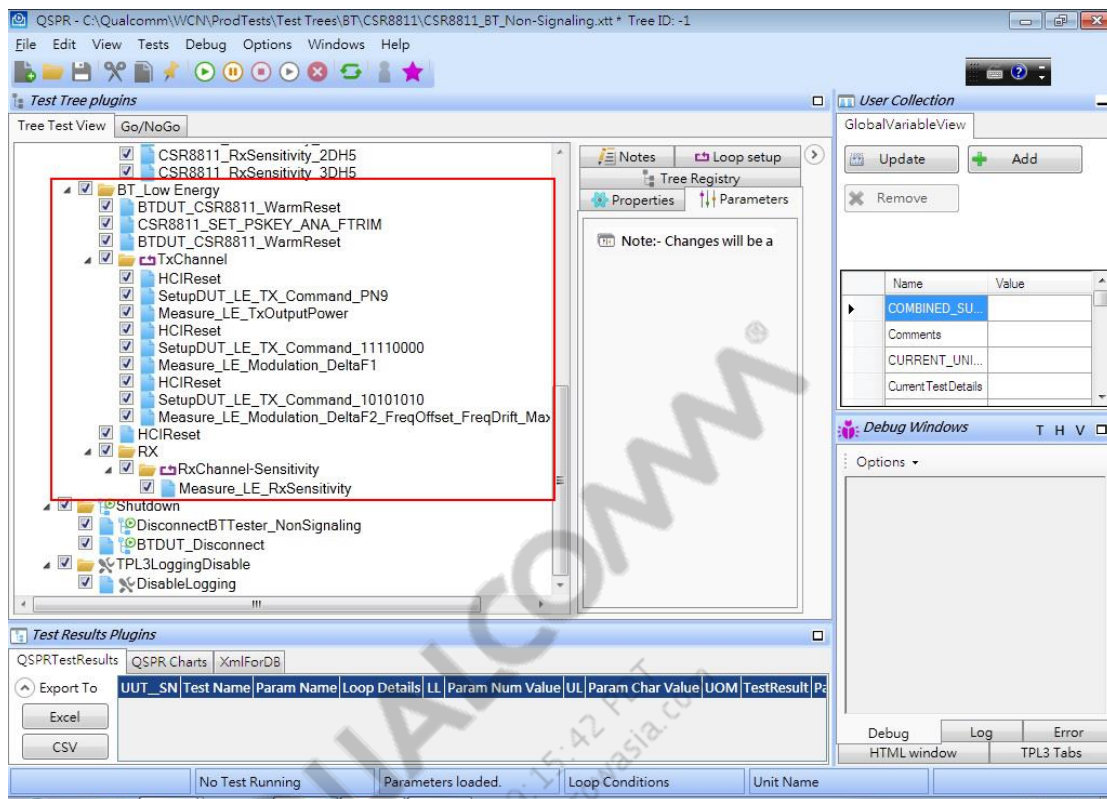 QSPR - C:\Qualcomm\WCN\ProdTests\Test Trees\BT\CSR8811\CSR8811_BT_Non-Signaling.xtt * Tree ID: -1
File Edit View Tests Debug Options Windows Help
Test Tree plugins
Tree Test View Go/NoGo
CSR8811_RxSensitivity_2DH5
CSR8811_RxSensitivity_3DH5
BT_Low Energy
BTDUT_CSR8811_WarmReset
CSR8811_SET_PSKEY_ANA_FTRIM
BTDUT_CSR8811_WarmReset
TxChannel
HCIReset
SetupDUT_LE_TX_Command_PN9
Measure_LE_TxOutputPower
HCIReset
SetupDUT_LE_TX_Command_11110000
Measure_LE_Modulation_DeltaF1
HCIReset
SetupDUT_LE_TX_Command_10101010
Measure_LE_Modulation_DeltaF2_FreqOffset_FreqDrift_Max
HCIReset
RX
RxChannel-Sensitivity
Measure_LE_RxSensitivity
Shutdown
DisconnectBTTester_NonSignaling
BTDUT_Disconnect
TPL3LoggingDisable
DisableLogging
Notes Loop setup
Tree Registry
Properties Parameters
Note:- Changes will be a
User Collection
GlobalVariableView
Update Add
Remove
Name Value
COMBINED_SU...
Comments
CURRENT_UNI...
CurrentTestDetails
Debug Windows T H V
Options
Debug Log Error
HTML window TPL3 Tabs
Test Results Plugins
QSPRTestResults QSPR Charts XmlForDB
Export To
Excel
CSV
UUT__SN Test Name Param Name Loop Details LL Param Num Value UL Param Char Value UOM TestResult Pa
No Test Running Parameters loaded. Loop Conditions Unit Name